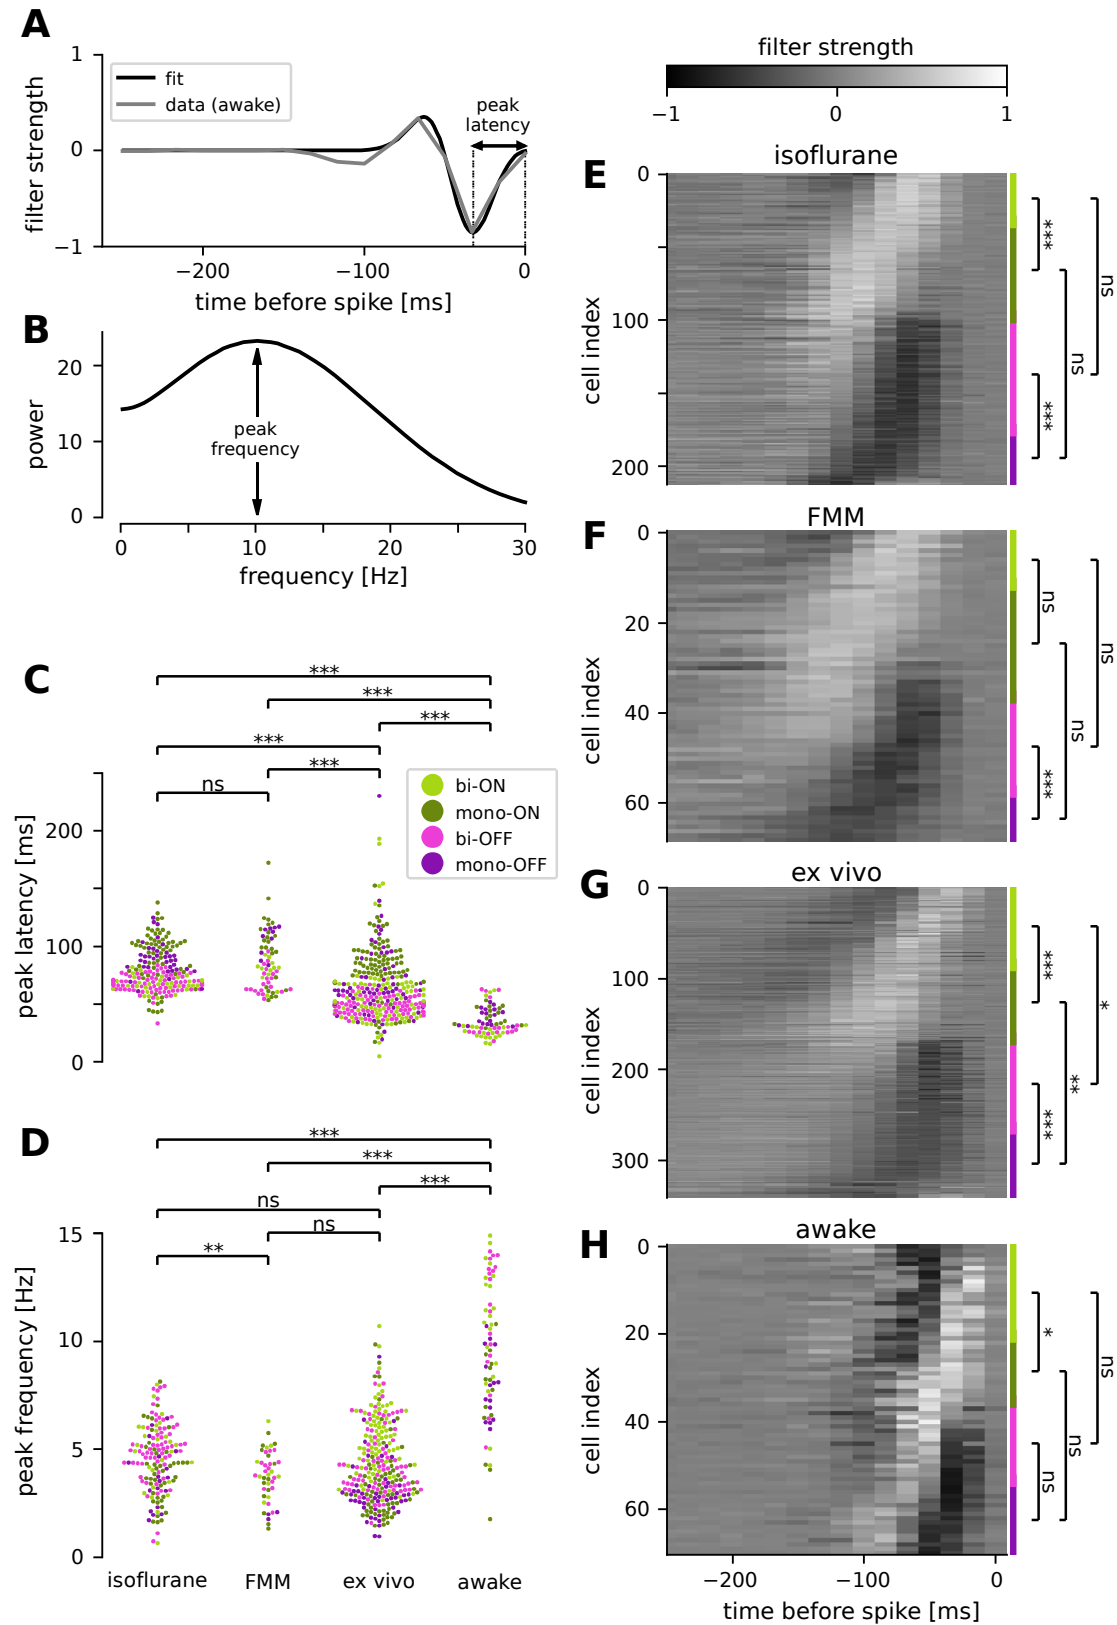 A
1
0
−1
filter strength
fit
data (awake)
peak
latency
−200
−100
0
time before spike [ms]
B
20
10
0
power
peak
frequency
0
10
20
30
frequency [Hz]
C
***
***
***
***
***
ns
bi-ON
mono-ON
bi-OFF
mono-OFF
200
100
0
peak latency [ms]
D
***
***
***
ns
ns
**
15
10
5
0
peak frequency [Hz]
isoflurane
FMM
ex vivo
awake
filter strength
−1
0
1
E
isoflurane
0
100
200
cell index
***
***
ns
ns
F
FMM
0
20
40
60
cell index
ns
***
ns
ns
G
ex vivo
0
100
200
300
cell index
***
***
**
*
H
awake
0
20
40
60
cell index
*
ns
ns
ns
−200
−100
0
time before spike [ms]